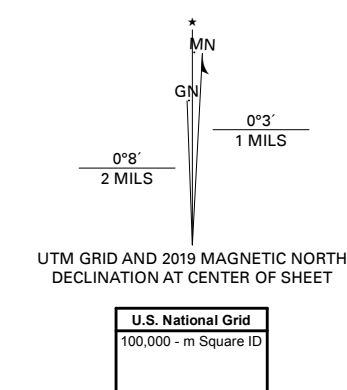 ★
MN
GN
0°3´
1 MILS
0°8´
2 MILS
UTM GRID AND 2019 MAGNETIC NORTH
DECLINATION AT CENTER OF SHEET
U.S. National Grid
100,000 - m Square ID